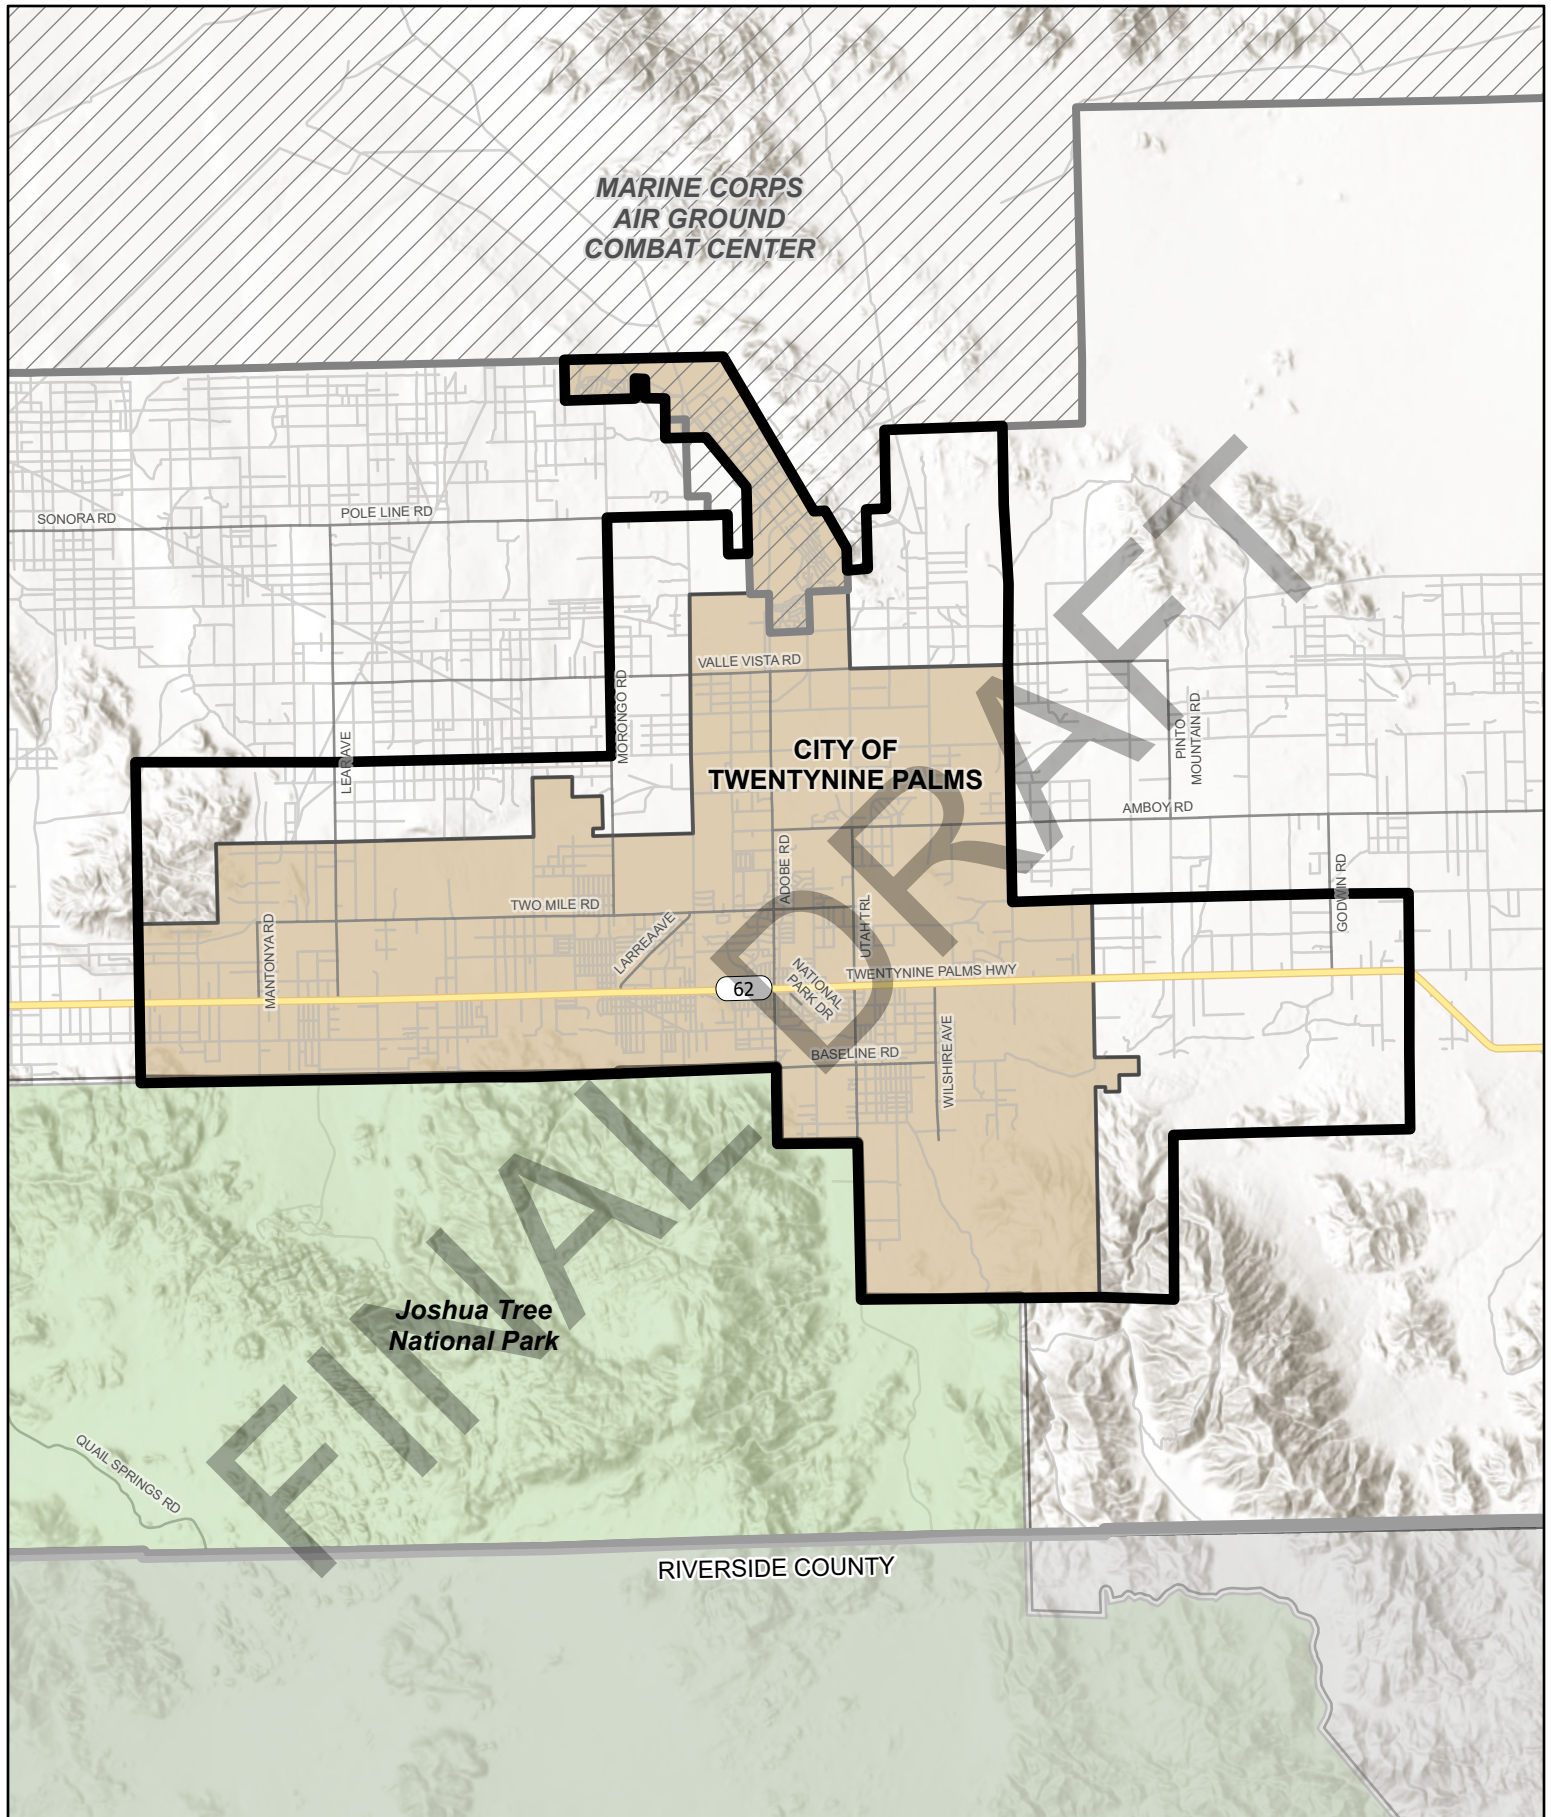 MARINE CORPS
AIR GROUND
COMBAT CENTER
SONORA RD
POLE LINE RD
VALLE VISTA RD
MORONGO RD
LEAR AVE
CITY OF
TWENTYNINE PALMS
PINTO
MOUNTAIN RD
AMBOY RD
ADOBE RD
GODWIN RD
TWO MILE RD
MANTONYA RD
LARREA AVE
UTAH TRL
TWENTYNINE PALMS HWY
62
NATIONAL
PARK DR
BASELINE RD
WILSHIRE AVE
Joshua Tree
National Park
QUAIL SPRINGS RD
RIVERSIDE COUNTY
FINAL DRAFT